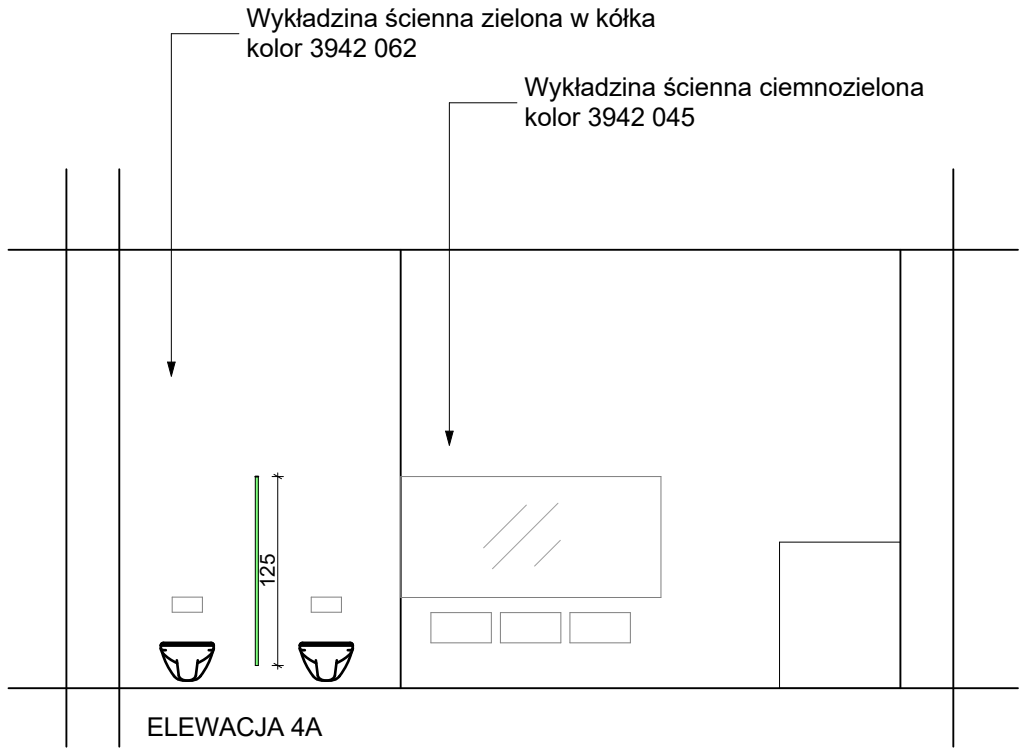 Wykładzina ścienna zielona w kółka
kolor 3942 062
Wykładzina ścienna ciemnozielona
kolor 3942 045
125
ELEWACJA 4A